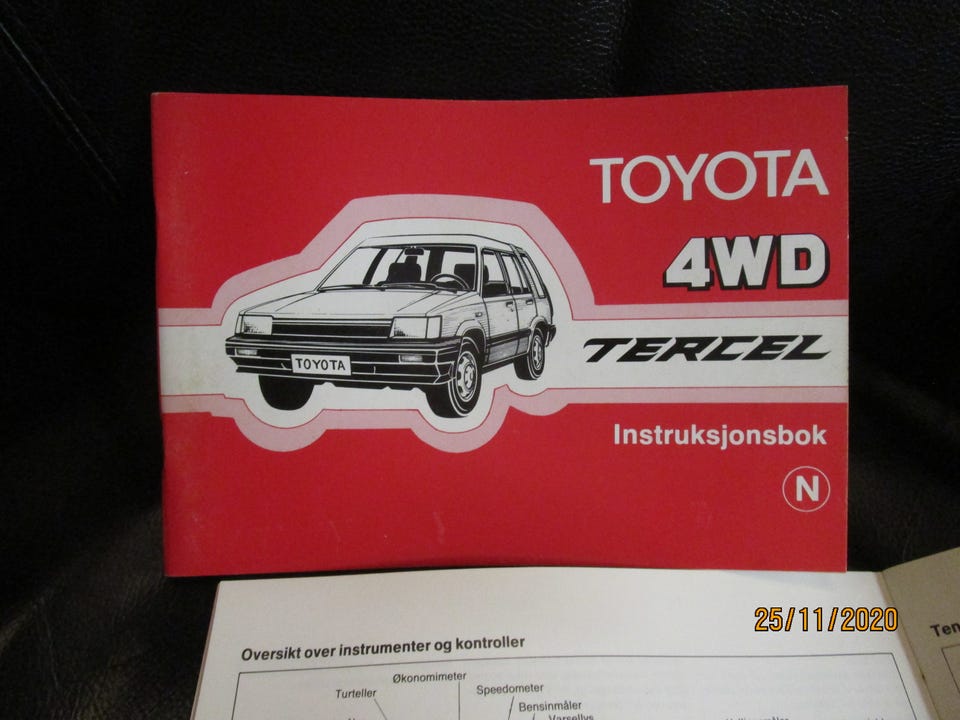 TOYOTA
4WD
TERCEL
TOYOTA
Instruksjonsbok
N
25/11/2020
Oversikt over instrumenter og kontroller
Økonomimeter
Turteller
Speedometer
Bensinmåler
Varsellys